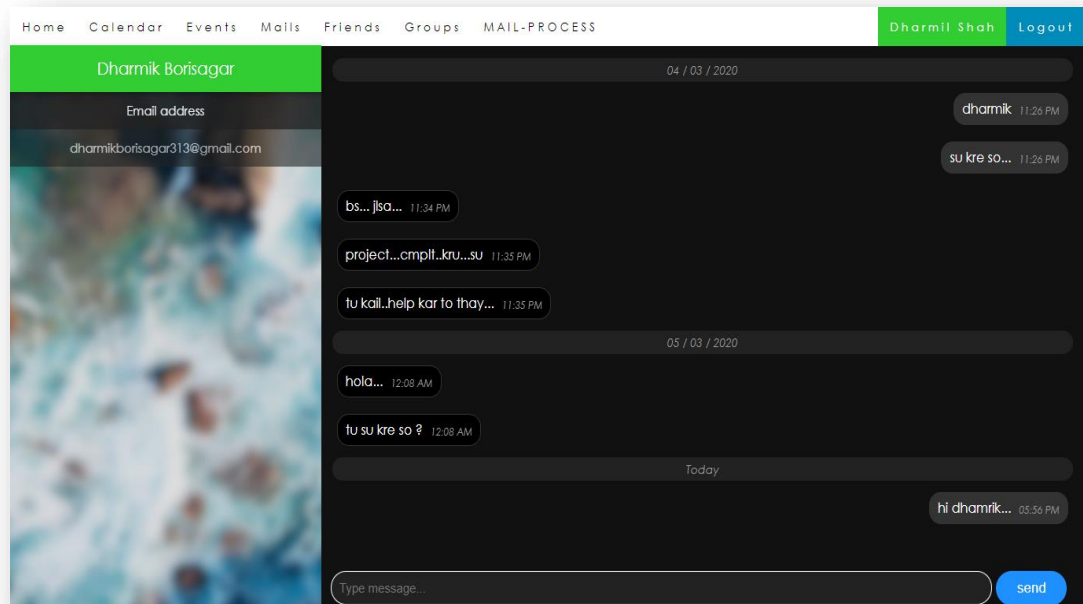 Home Calendar Events Mails Friends Groups MAIL-PROCESS Dharmil Shah Logout
Dharmik Borisagar
Email address
dharmikborisagar313@gmail.com
04 / 03 / 2020
dharmik 11:26 PM
su kre so... 11:26 PM
bs... jlsa... 11:34 PM
project...cmplt..kru...su 11:35 PM
tu kail..help kar to thay... 11:35 PM
05 / 03 / 2020
hola... 12:08 AM
tu su kre so ? 12:08 AM
Today
hi dhamrik... 05:56 PM
Type message... send